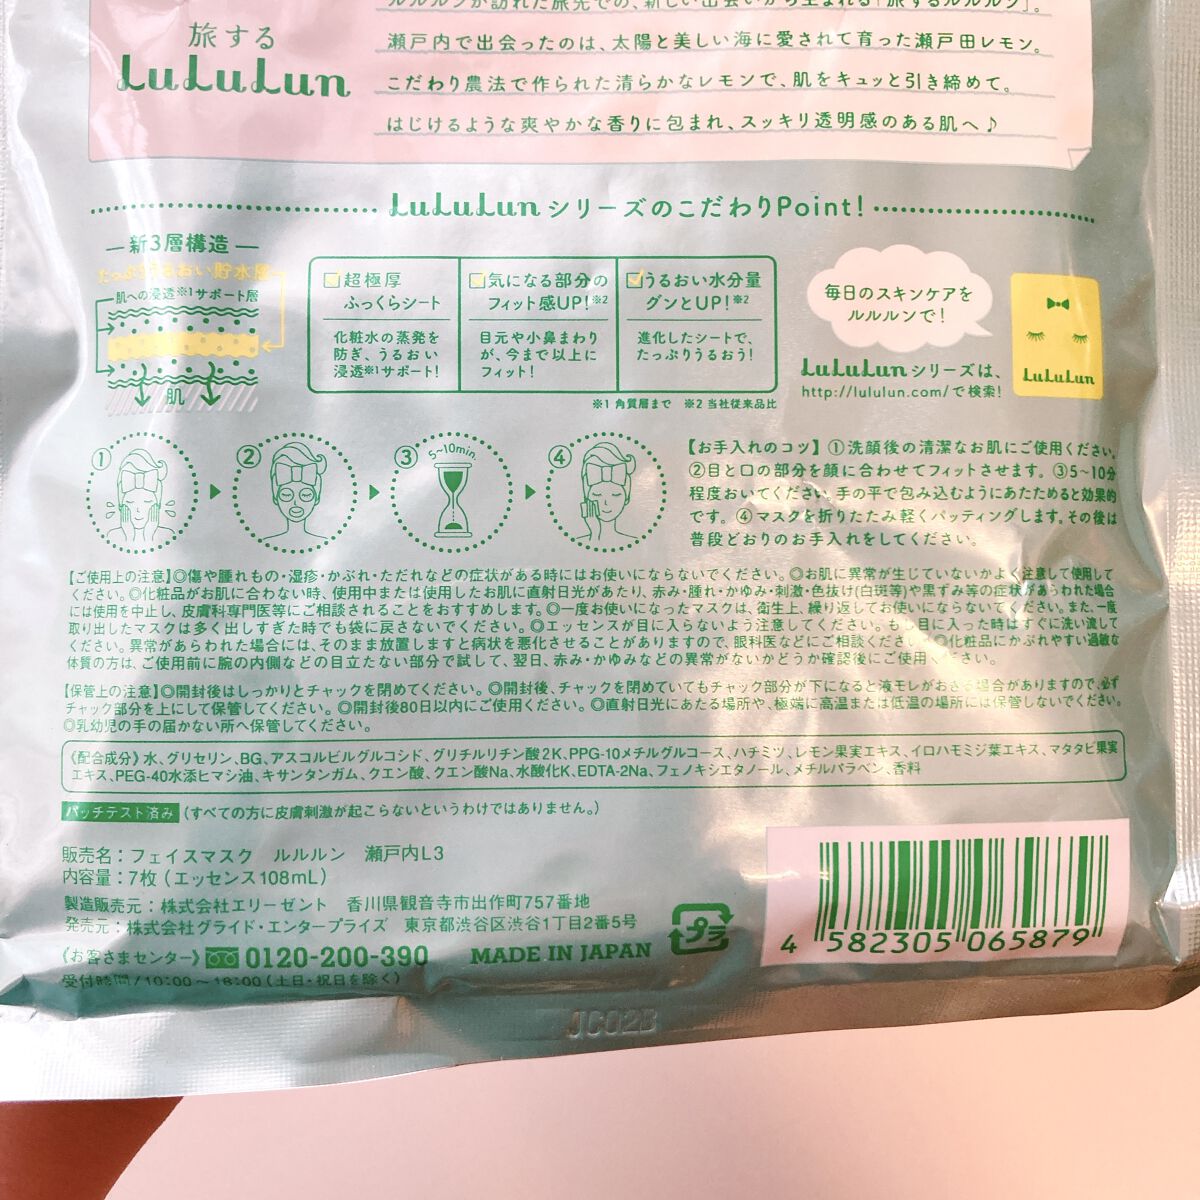 ルルルンが訪れた旅先での、新しい出会いから生まれる「旅するルルルン」。
旅する
LuLuLun
瀬戸内で出会ったのは、太陽と美しい海に愛されて育った瀬戸田レモン。
こだわり農法で作られた清らかなレモンで、肌をキュッと引き締めて。
はじけるような爽やかな香りに包まれ、スッキリ透明感のある肌へ♪
LuLuLunシリーズのこだわりPoint!
新3層構造
たっぷりうるおい貯水層
肌への浸透※1サポート層
肌
超極厚
ふっくらシート
化粧水の蒸発を
防ぎ、うるおい
浸透※1サポート!
気になる部分の
フィット感UP!※2
目元や小鼻まわり
が、今まで以上に
フィット!
うるおい水分量
グンとUP!※2
進化したシートで、
たっぷりうるおう!
※1 角質層まで ※2 当社従来品比
毎日のスキンケアを
ルルルンで!
LuLuLun
LuLuLunシリーズは、
http://lululun.com/で検索!
①
②
③
5~10min.
④
【お手入れのコツ】①洗顔後の清潔なお肌にご使用ください。
②目と口の部分を顔に合わせてフィットさせます。③5~10分
程度おいてください。手の平で包み込むようにあたためると効果的
です。④マスクを折りたたみ軽くパッティングします。その後は
普段どおりのお手入れをしてください。
【ご使用上の注意】◎傷や腫れもの・湿疹・かぶれ・ただれなどの症状がある時にはお使いにならないでください。◎お肌に異常が生じていないかよく注意して使用して
ください。◎化粧品がお肌に合わない時、使用中または使用したお肌に直射日光があたり、赤み・腫れ・かゆみ・刺激・色抜け(白斑等)や黒ずみ等の症状があらわれた場合
には使用を中止し、皮膚科専門医等にご相談されることをおすすめします。◎一度お使いになったマスクは、衛生上、繰り返してお使いにならないでください。また、一度
取り出したマスクは多く出しすぎた時でも袋に戻さないでください。◎エッセンスが目に入らないよう注意してください。もし目に入った時はすぐに洗い流して
ください。異常があらわれた場合には、そのまま放置しますと病状を悪化させることがありますので、眼科医などにご相談ください。◎化粧品にかぶれやすい過敏な
体質の方は、ご使用前に腕の内側などの目立たない部分で試して、翌日、赤み・かゆみなどの異常がないかどうか確認後にご使用ください。
【保管上の注意】◎開封後はしっかりとチャックを閉めてください。◎開封後、チャックを閉めていてもチャック部分が下になると液モレがおきる場合がありますので、必ず
チャック部分を上にして保管してください。◎開封後80日以内にご使用ください。◎直射日光にあたる場所や、極端に高温または低温の場所には保管しないでください。
◎乳幼児の手の届かない所へ保管してください。
《配合成分》水、グリセリン、BG、アスコルビルグルコシド、グリチルリチン酸2K、PPG-10メチルグルコース、ハチミツ、レモン果実エキス、イロハモミジ葉エキス、マタタビ果実
エキス、PEG-40水添ヒマシ油、キサンタンガム、クエン酸、クエン酸Na、水酸化K、EDTA-2Na、フェノキシエタノール、メチルパラベン、香料
パッチテスト済み(すべての方に皮膚刺激が起こらないというわけではありません。)
販売名:フェイスマスク ルルルン 瀬戸内L3
内容量:7枚(エッセンス108mL)
製造販売元:株式会社エリーゼント 香川県観音寺市出作町757番地
発売元:株式会社グライド・エンタープライズ 東京都渋谷区渋谷1丁目2番5号
《お客さまセンター》0120-200-390
MADE IN JAPAN
プラ
受付時間/10:00~18:00(土日・祝日を除く)
4 582305 065879
JC02B